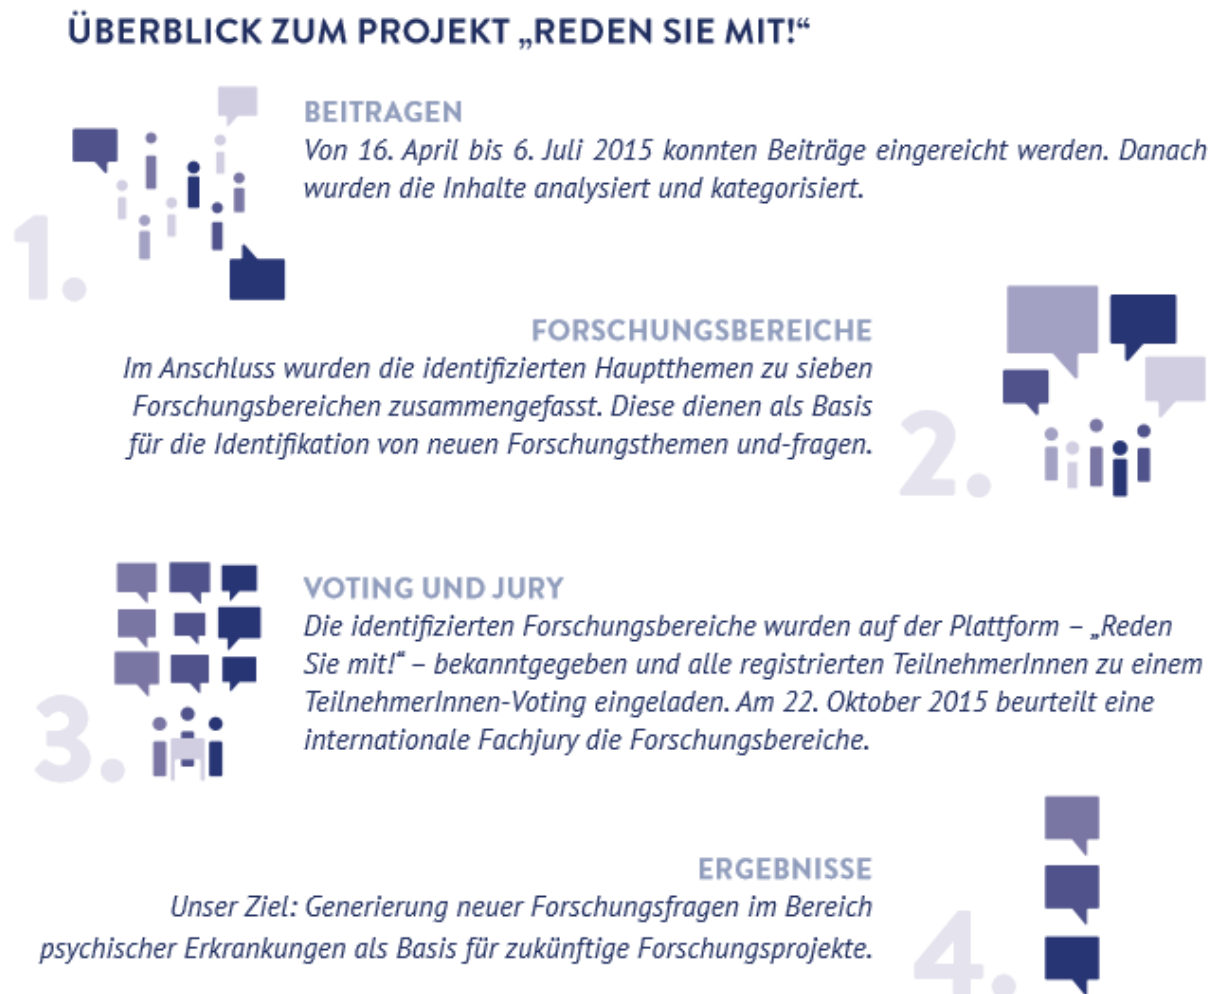 ÜBERBLICK ZUM PROJEKT „REDEN SIE MIT!“
1.
BEITRAGEN
Von 16. April bis 6. Juli 2015 konnten Beiträge eingereicht werden. Danach
wurden die Inhalte analysiert und kategorisiert.
2.
FORSCHUNGSBEREICHE
Im Anschluss wurden die identifizierten Hauptthemen zu sieben
Forschungsbereichen zusammengefasst. Diese dienen als Basis
für die Identifikation von neuen Forschungsthemen und-fragen.
3.
VOTING UND JURY
Die identifizierten Forschungsbereiche wurden auf der Plattform – „Reden
Sie mit!“ – bekanntgegeben und alle registrierten TeilnehmerInnen zu einem
TeilnehmerInnen-Voting eingeladen. Am 22. Oktober 2015 beurteilt eine
internationale Fachjury die Forschungsbereiche.
4.
ERGEBNISSE
Unser Ziel: Generierung neuer Forschungsfragen im Bereich
psychischer Erkrankungen als Basis für zukünftige Forschungsprojekte.